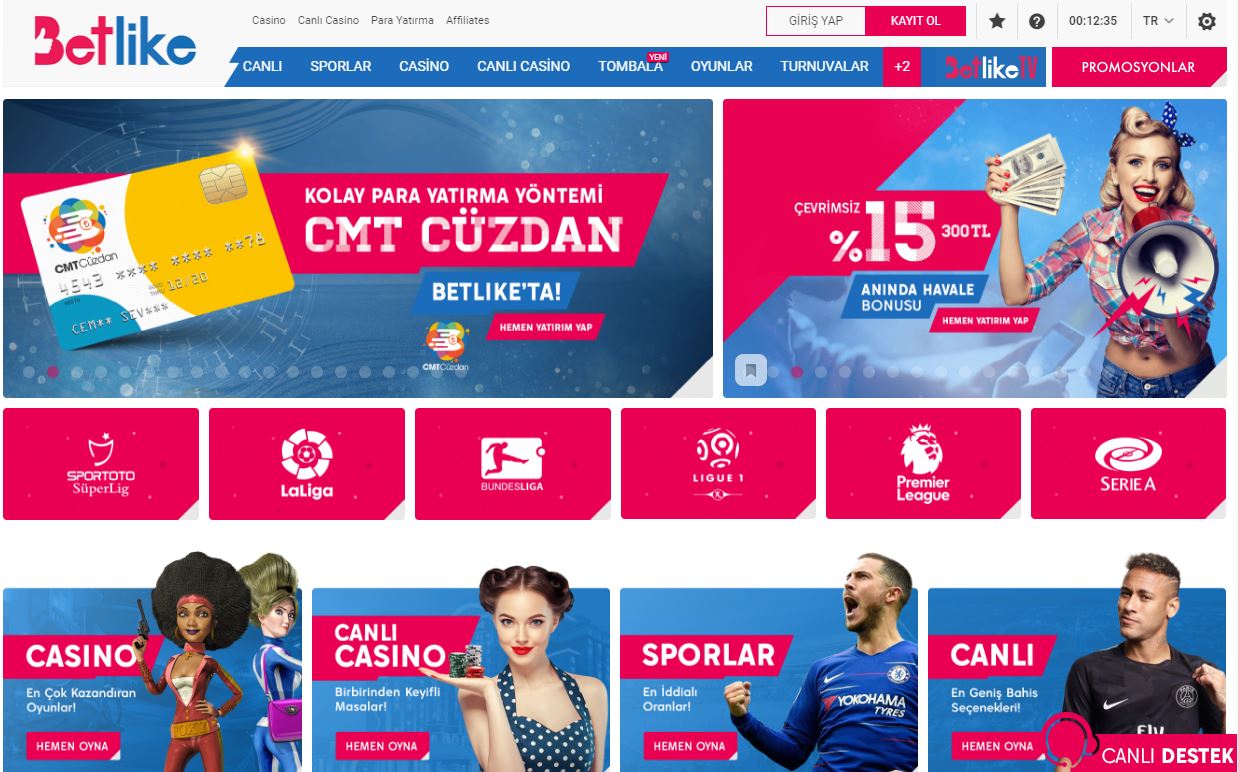 Betlike
Casino Canlı Casino Para Yatırma Affiliates
GİRİŞ YAP KAYIT OL 00:12:35 TR
CANLI SPORLAR CASİNO CANLI CASİNO TOMBALA YENİ OYUNLAR TURNUVALAR +2 BetlikeTV PROMOSYONLAR
KOLAY PARA YATIRMA YÖNTEMİ
CMT CÜZDAN
BETLIKE'TA!
HEMEN YATIRIM YAP
CMTCüzdan
CMTCüzdan
4543 **** **** **78
12/20
CEM** SEV***
ÇEVRİMSİZ
%15 300 TL
ANINDA HAVALE
BONUSU
HEMEN YATIRIM YAP
SPORTOTO
SüperLig
LaLiga
BUNDESLIGA
LIGUE 1
Premier
League
SERIE A
CASINO
En Çok Kazandıran
Oyunlar!
HEMEN OYNA
CANLI
CASINO
Birbirinden Keyifli
Masalar!
HEMEN OYNA
SPORLAR
En İddialı
Oranlar!
HEMEN OYNA
YOKOHAMA
TYRES
CANLI
En Geniş Bahis
Seçenekleri!
HEMEN OYNA
CANLI DESTEK